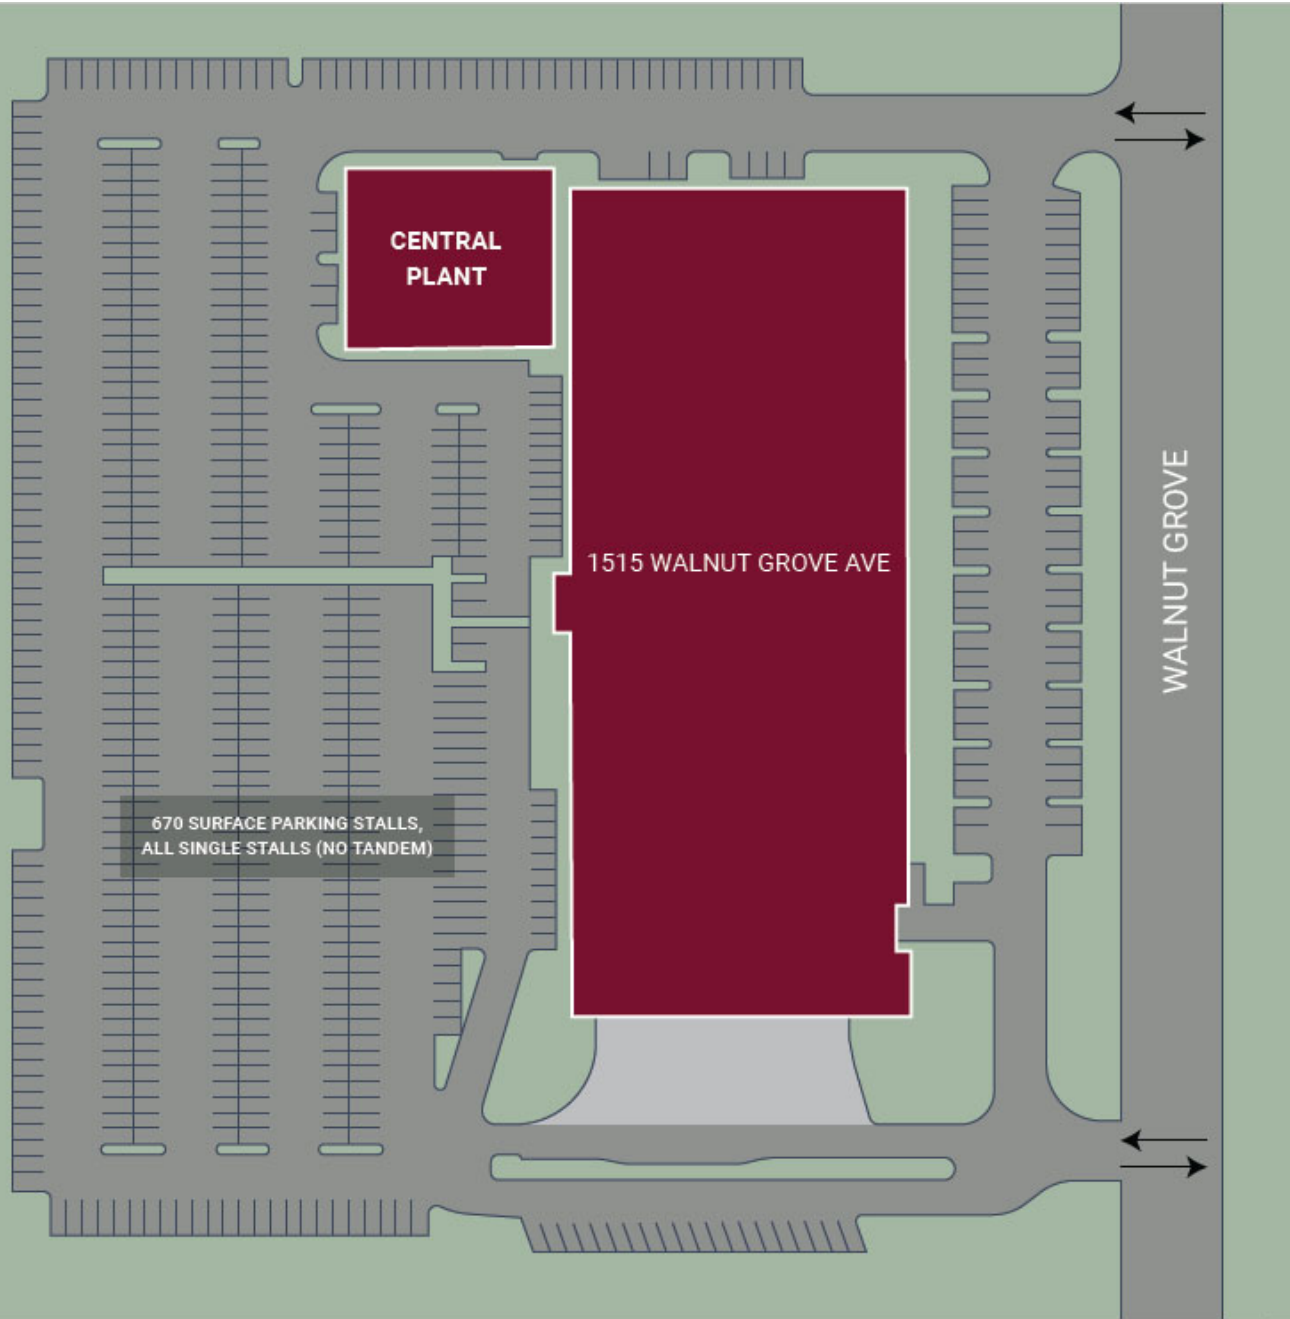 CENTRAL
PLANT
1515 WALNUT GROVE AVE
WALNUT GROVE
670 SURFACE PARKING STALLS,
ALL SINGLE STALLS (NO TANDEM)